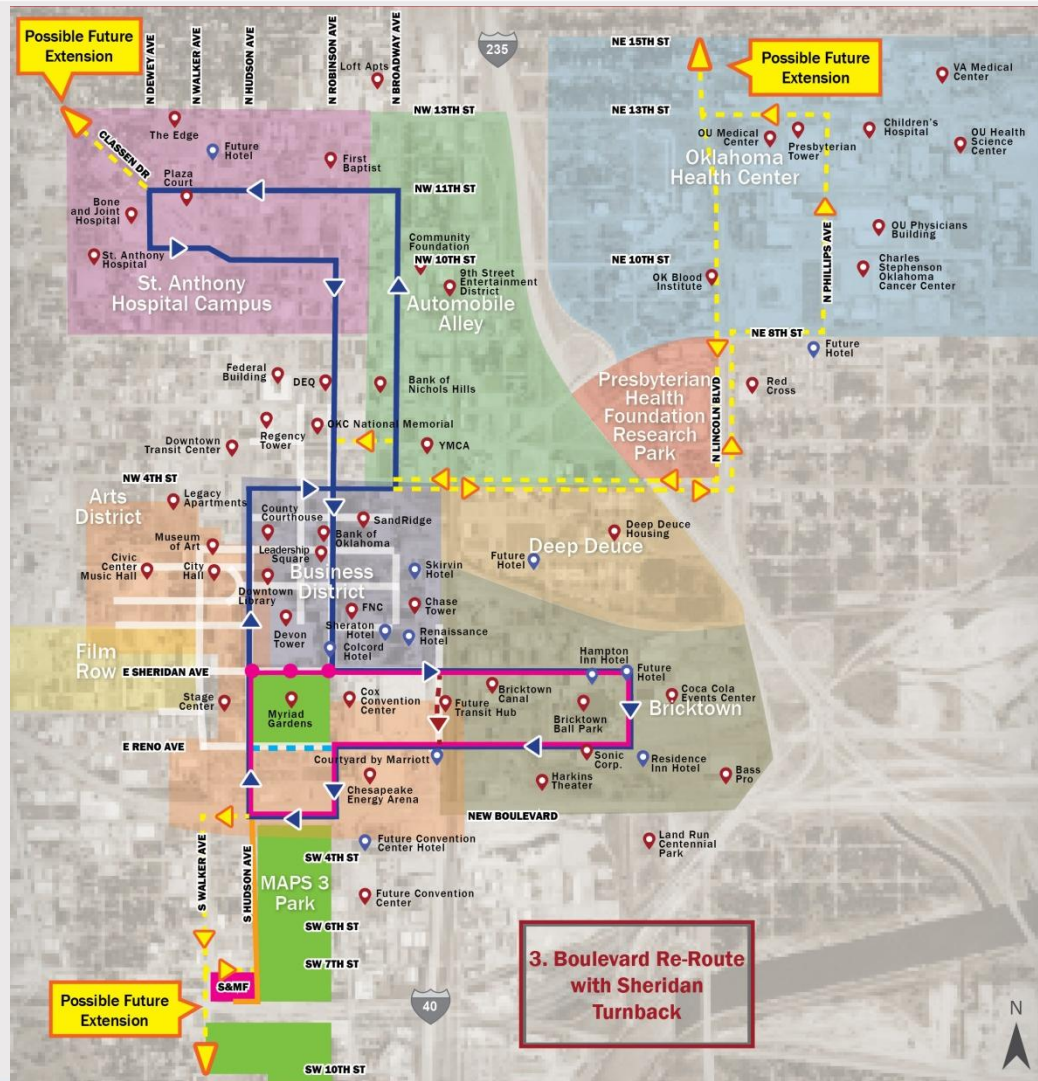 Possible Future
Extension
N DEWEY AVE
N WALKER AVE
N HUDSON AVE
N ROBINSON AVE
N BROADWAY AVE
Loft Apts
235
NE 15TH ST
Possible Future
Extension
VA Medical
Center
NW 13TH ST
NE 13TH ST
CLASSEN DR
The Edge
Future
Hotel
First
Baptist
OU Medical
Center
Presbyterian
Tower
Children's
Hospital
OU Health
Science
Center
Oklahoma
Health Center
Plaza
Court
NW 11TH ST
Bone
and Joint
Hospital
St. Anthony
Hospital
St. Anthony
Hospital Campus
Community
Foundation
NW 10TH ST
9th Street
Entertainment
District
Automobile
Alley
NE 10TH ST
OK Blood
Institute
N PHILLIPS AVE
OU Physicians
Building
Charles
Stephenson
Oklahoma
Cancer Center
NE 8TH ST
Future
Hotel
Federal
Building
DEQ
Bank of
Nichols Hills
Presbyterian
Health
Foundation
Research
Park
N LINCOLN BLVD
Red
Cross
Regency
Tower
OKC National Memorial
Downtown
Transit Center
YMCA
NW 4TH ST
Arts
District
Legacy
Apartments
County
Courthouse
SandRidge
Bank of
Oklahoma
Leadership
Square
Business
District
Museum
of Art
Civic
Center
Music Hall
City
Hall
Downtown
Library
Skirvin
Hotel
Future
Hotel
Deep Deuce
Housing
Deep Deuce
Devon
Tower
FNC
Chase
Tower
Sheraton
Hotel
Colcord
Hotel
Renaissance
Hotel
Film
Row
E SHERIDAN AVE
Hampton
Inn Hotel
Future
Hotel
Stage
Center
Myriad
Gardens
Cox
Convention
Center
Future
Transit Hub
Bricktown
Canal
Bricktown
Ball Park
Coca Cola
Events Center
Bricktown
E RENO AVE
Courtyard by Marriott
Chesapeake
Energy Arena
Sonic
Corp.
Harkins
Theater
Residence
Inn Hotel
Bass
Pro
NEW BOULEVARD
S WALKER AVE
S HUDSON AVE
Future Convention
Center Hotel
SW 4TH ST
Land Run
Centennial
Park
MAPS 3
Park
Future Convention
Center
SW 6TH ST
SW 7TH ST
S&MF
Possible Future
Extension
40
3. Boulevard Re-Route
with Sheridan
Turnback
N
SW 10TH ST